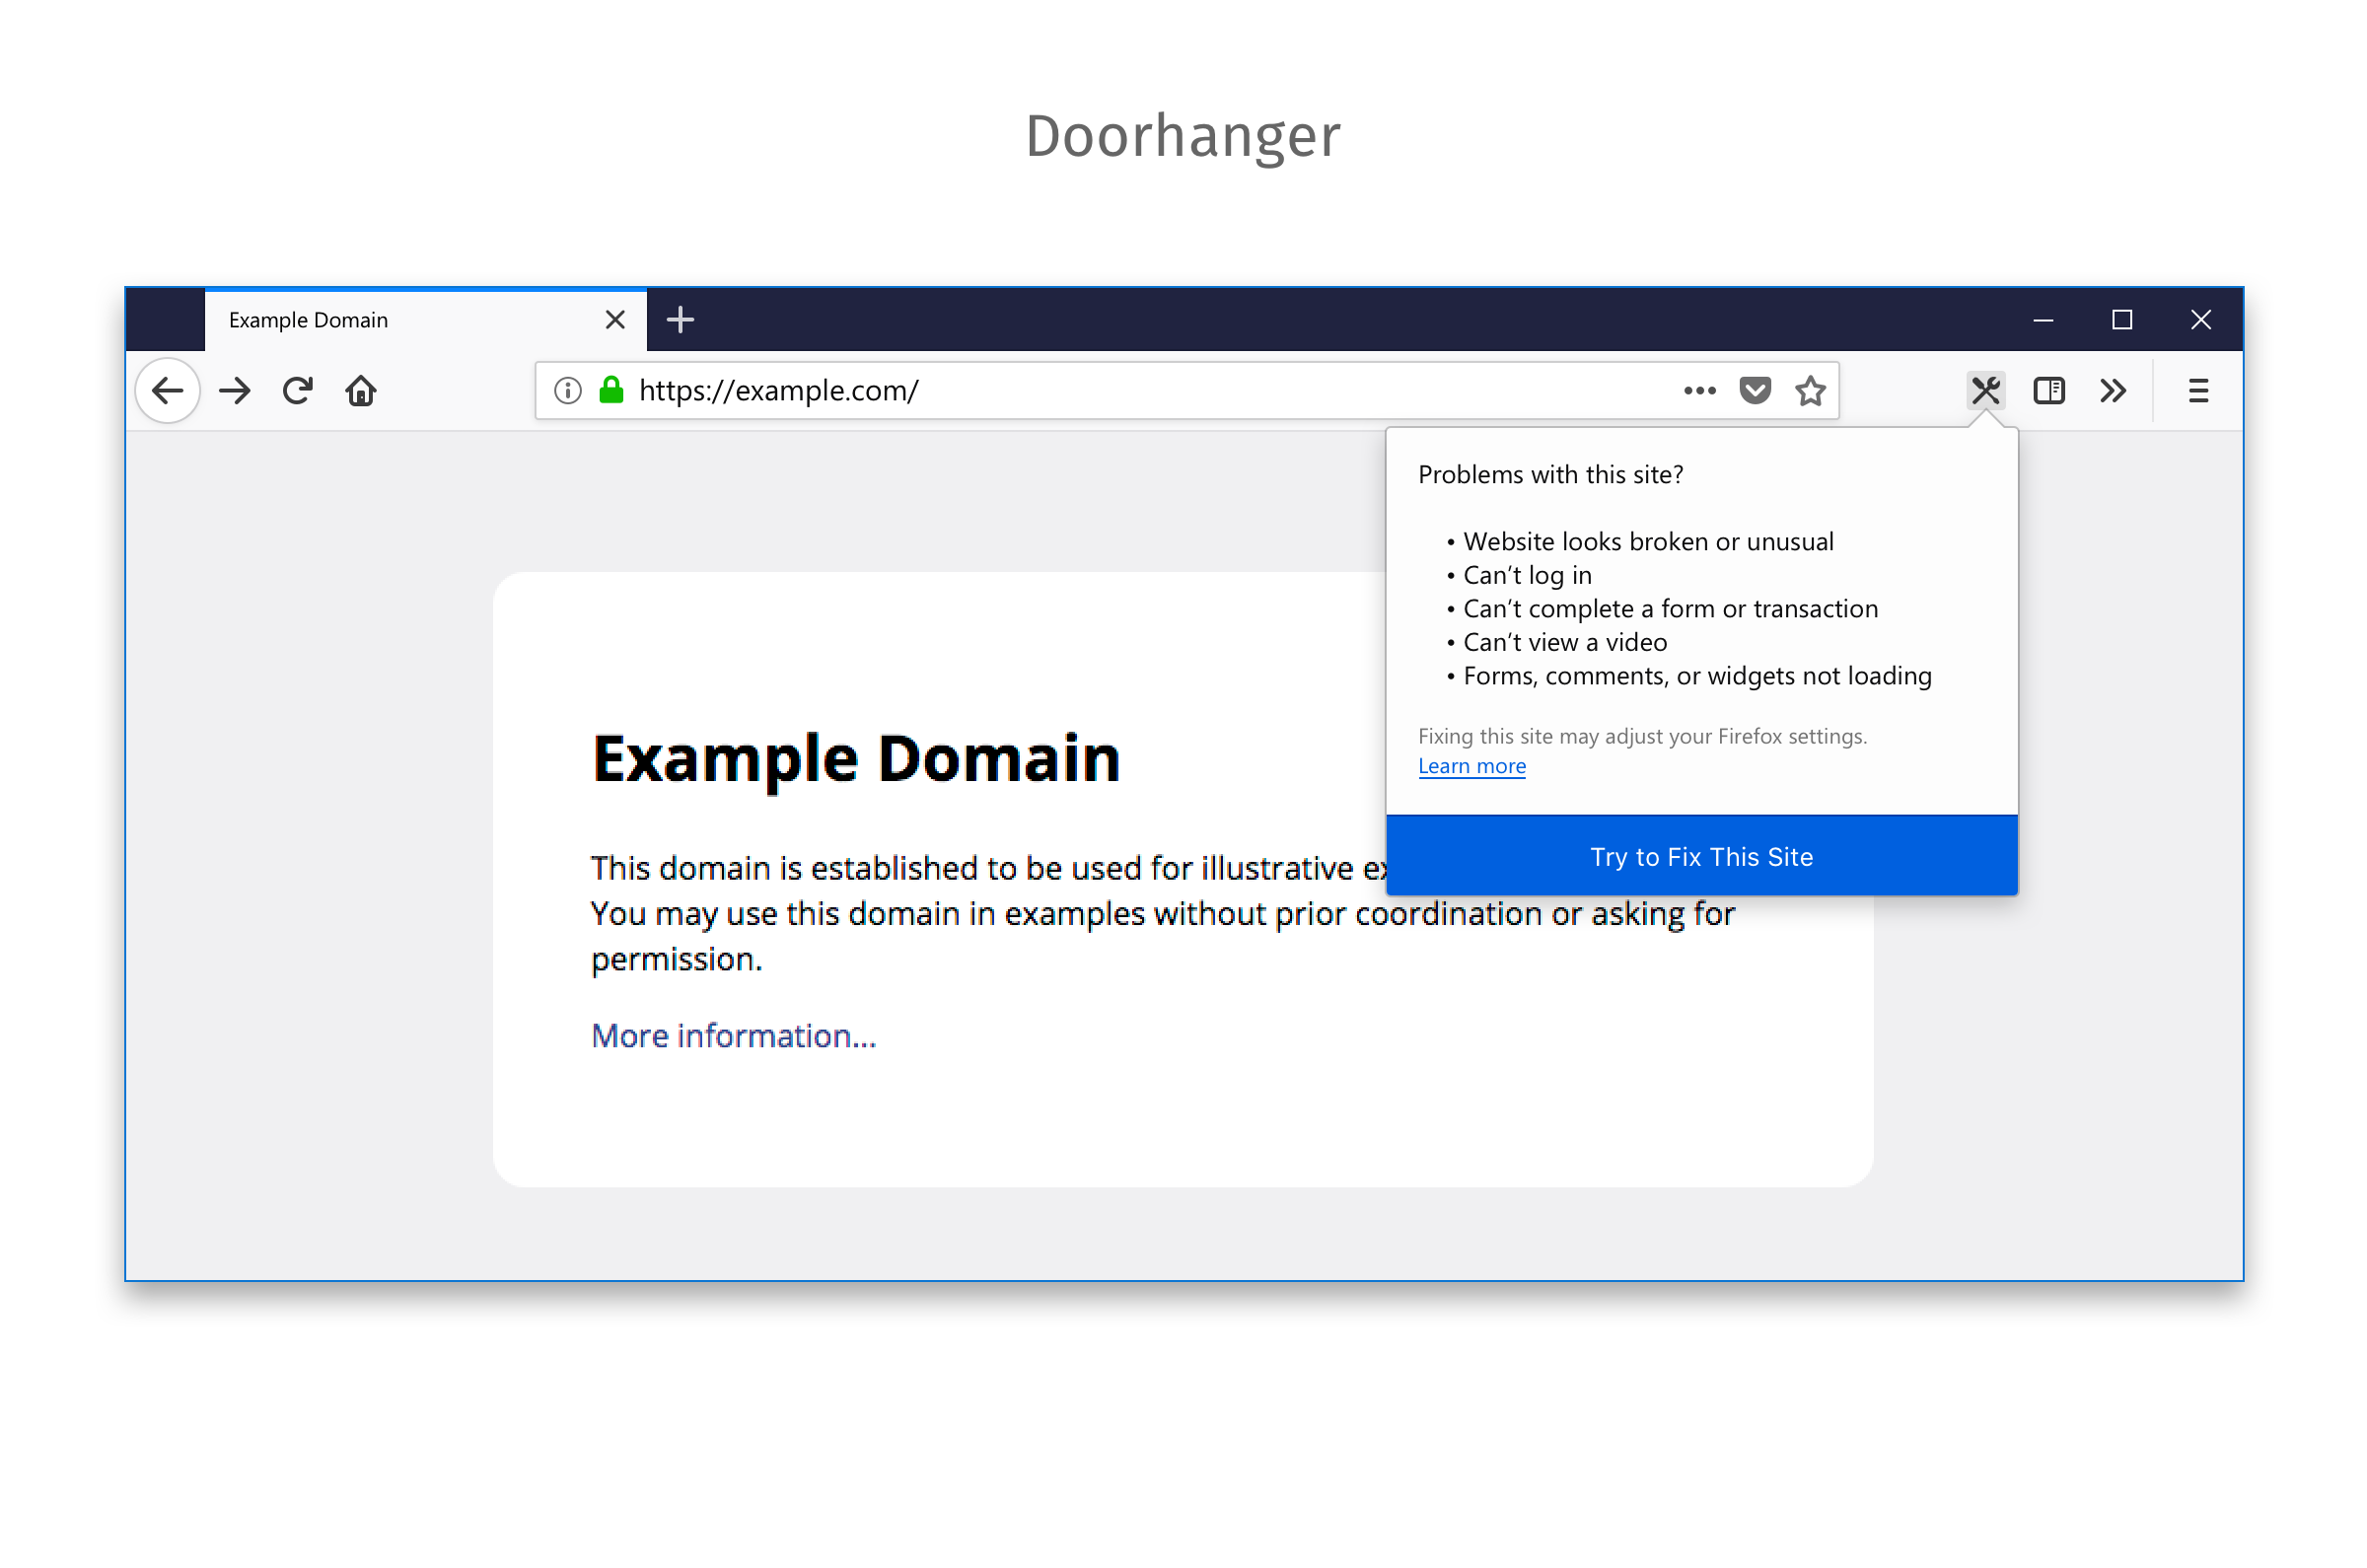 Doorhanger
Example Domain
https://example.com/
Problems with this site?
• Website looks broken or unusual
• Can’t log in
• Can’t complete a form or transaction
• Can’t view a video
• Forms, comments, or widgets not loading
Fixing this site may adjust your Firefox settings.
Learn more
Try to Fix This Site
Example Domain
This domain is established to be used for illustrative
You may use this domain in examples without prior coordination or asking for
permission.
More information...